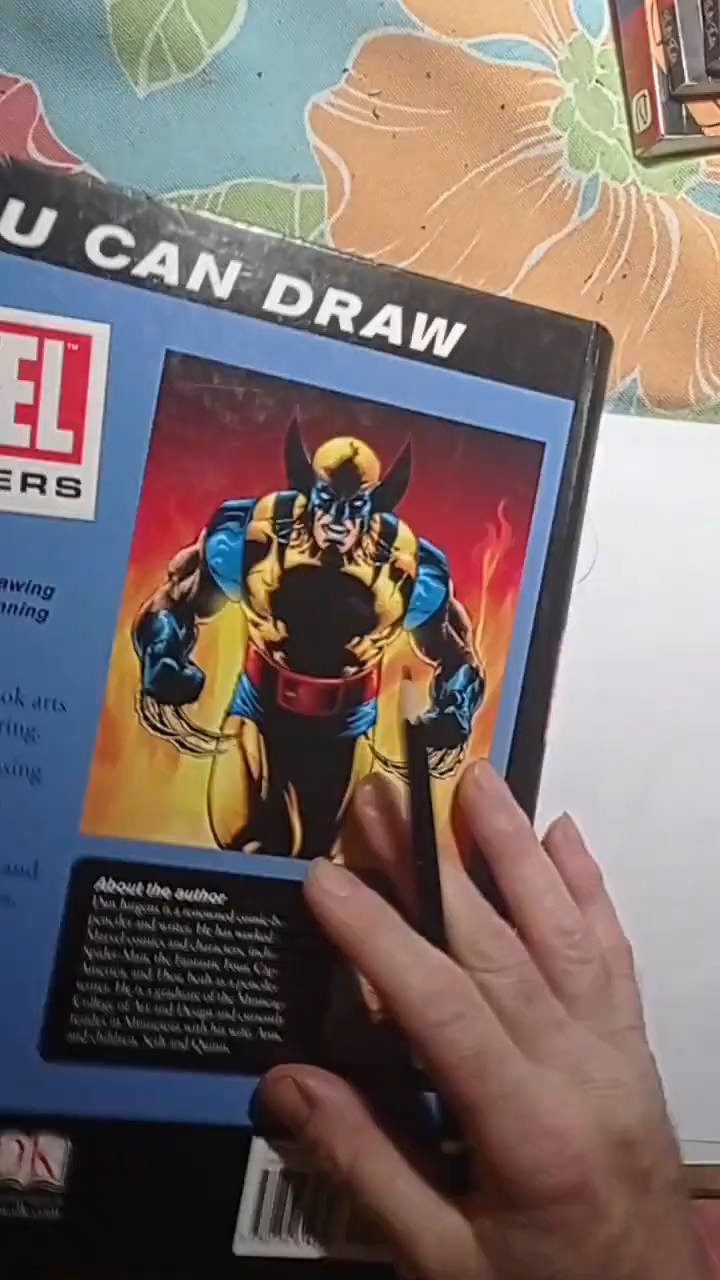 U CAN DRAW
EL™
ERS
awing
nning
ok arts
ring.
sing
and
About the author
Dan Jurgens is a renowned comic-b
penciler and writer. He has worked
Marvel comics and characters, incl
Spider-Man, the Fantastic Four, Cap
America, and Thor, both as a pencile
writer. He is a graduate of the Minneap
College of Art and Design and currently
resides in Minnesota with his wife, Ann,
and children, Seth and Quinn.
DK